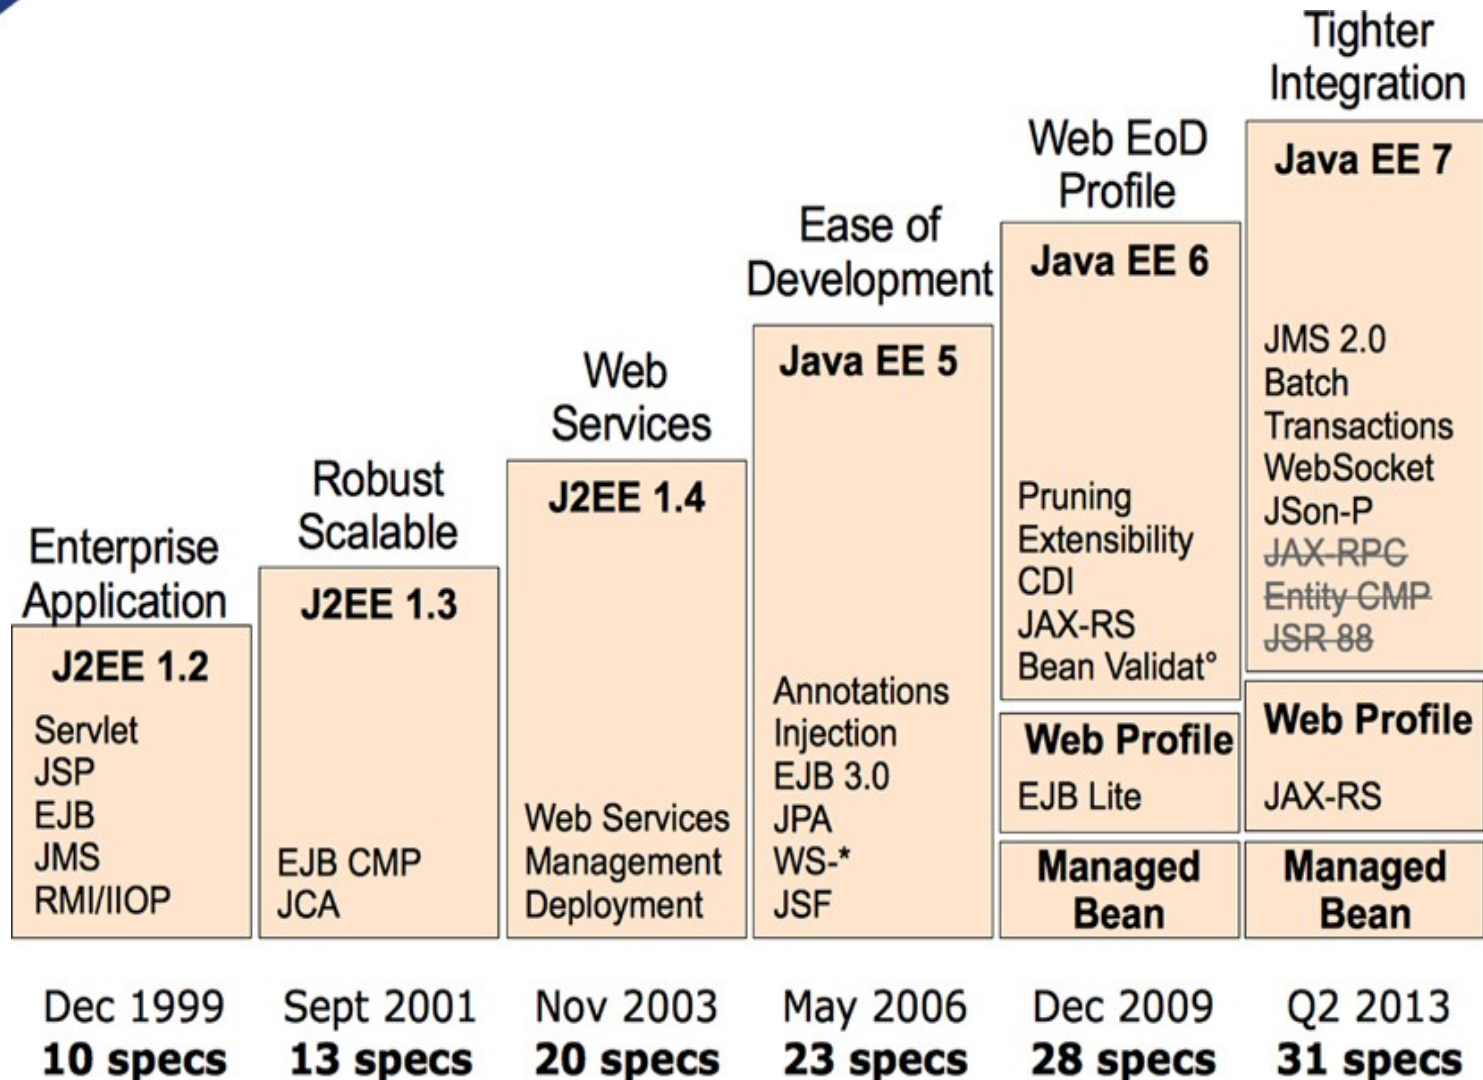 Enterprise
Application
J2EE 1.2
Servlet
JSP
EJB
JMS
RMI/IIOP
Dec 1999
10 specs
Robust
Scalable
J2EE 1.3
EJB CMP
JCA
Sept 2001
13 specs
Web
Services
J2EE 1.4
Web Services
Management
Deployment
Nov 2003
20 specs
Ease of
Development
Java EE 5
Annotations
Injection
EJB 3.0
JPA
WS-*
JSF
May 2006
23 specs
Web EoD
Profile
Java EE 6
Pruning
Extensibility
CDI
JAX-RS
Bean Validat°
Web Profile
EJB Lite
Managed
Bean
Dec 2009
28 specs
Tighter
Integration
Java EE 7
JMS 2.0
Batch
Transactions
WebSocket
JSon-P
JAX-RPC
Entity CMP
JSR 88
Web Profile
JAX-RS
Managed
Bean
Q2 2013
31 specs